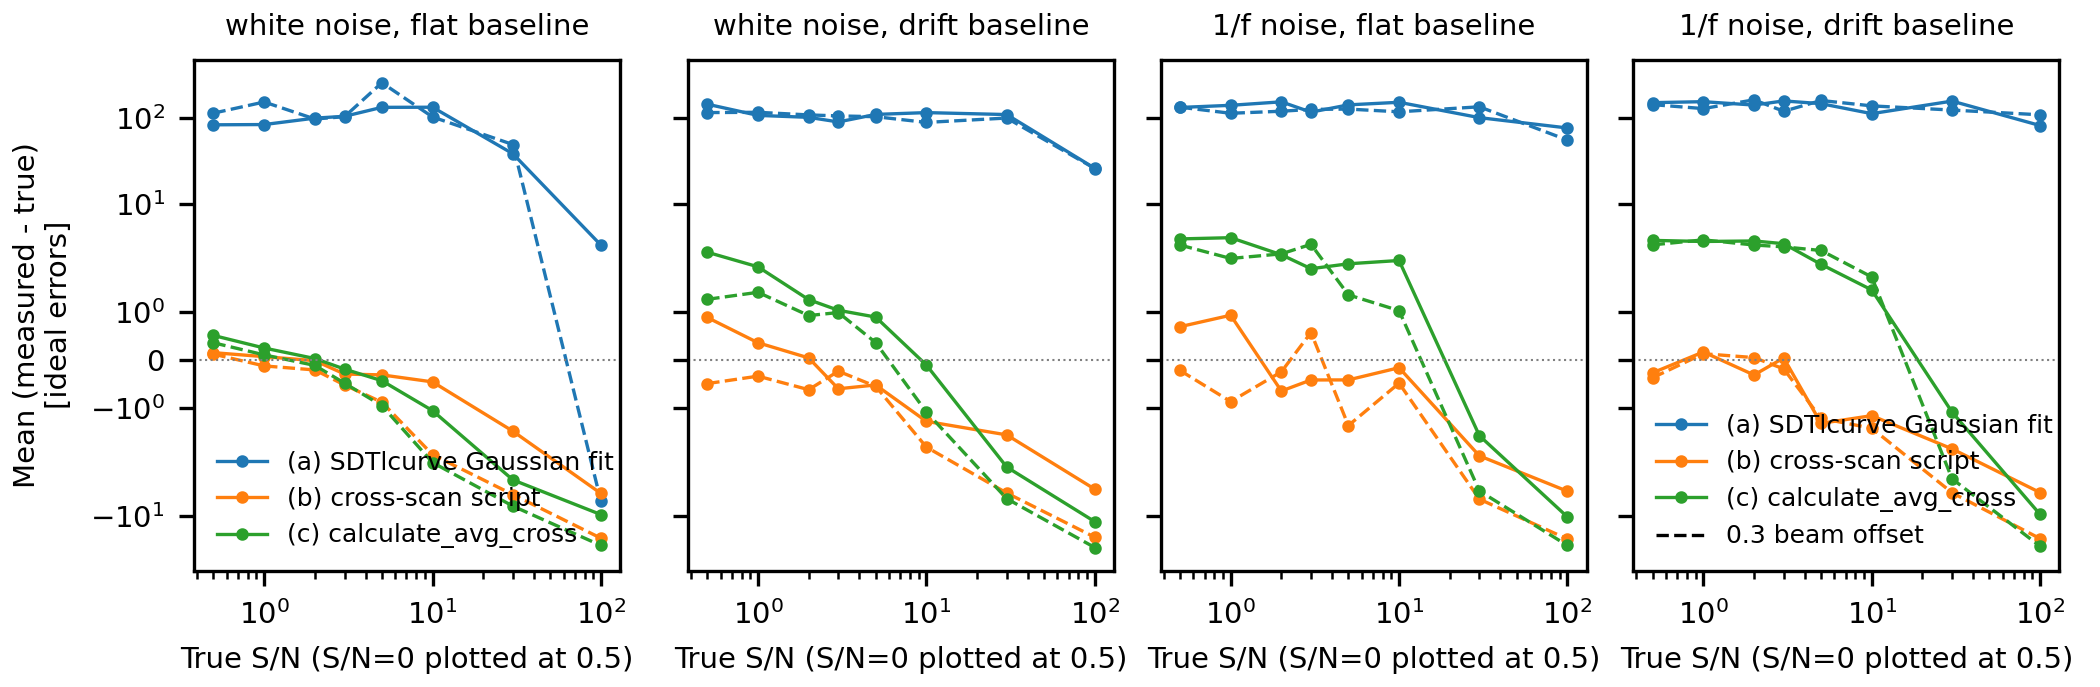 white noise, flat baseline
white noise, drift baseline
1/f noise, flat baseline
1/f noise, drift baseline
Mean (measured - true)
[ideal errors]
10²
10¹
10⁰
0
−10⁰
−10¹
(a) SDTlcurve Gaussian fit
(b) cross-scan script
(c) calculate_avg_cross
(a) SDTlcurve Gaussian fit
(b) cross-scan script
(c) calculate_avg_cross
0.3 beam offset
10⁰ 10¹ 10²
10⁰ 10¹ 10²
10⁰ 10¹ 10²
10⁰ 10¹ 10²
True S/N (S/N=0 plotted at 0.5)
True S/N (S/N=0 plotted at 0.5)
True S/N (S/N=0 plotted at 0.5)
True S/N (S/N=0 plotted at 0.5)